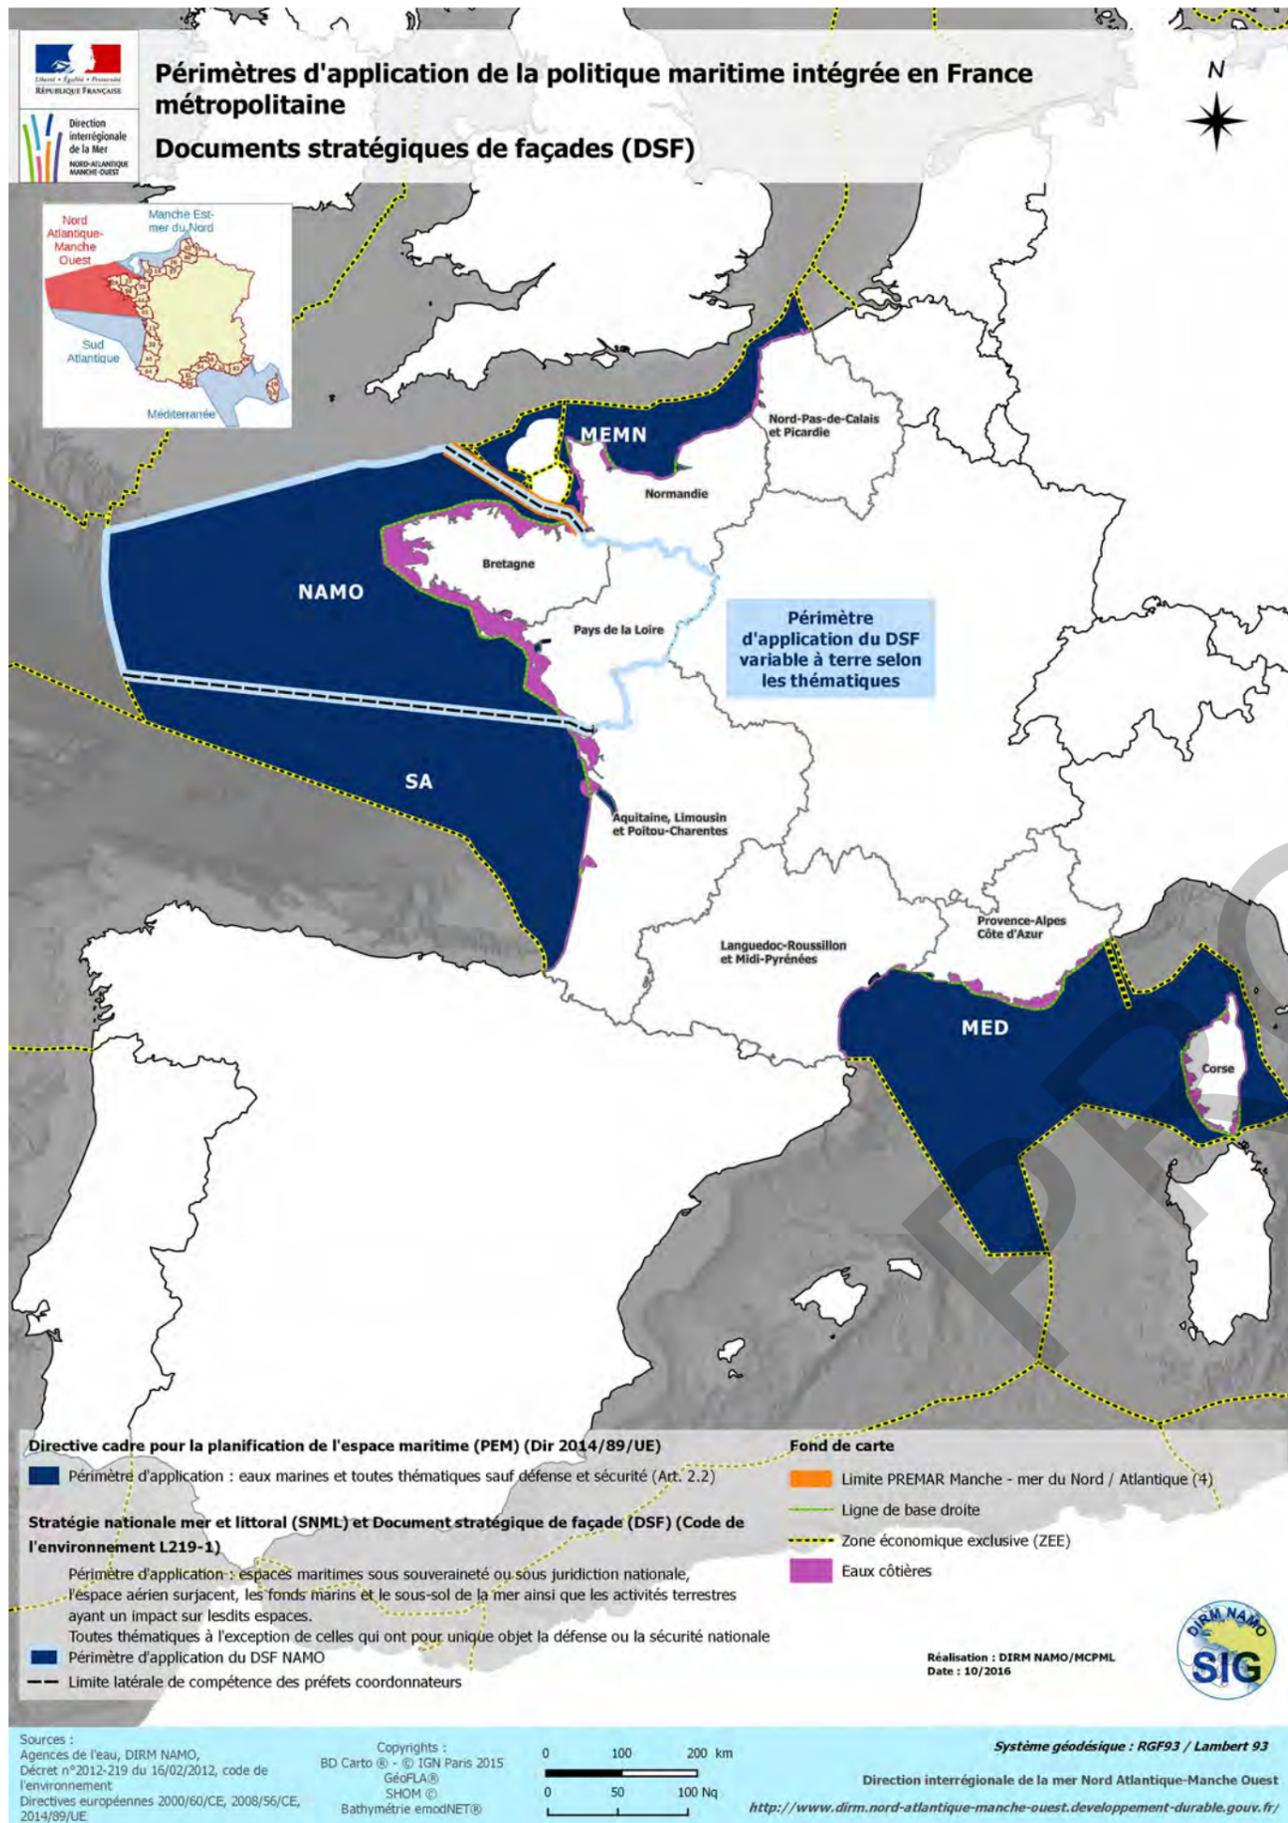 Liberté • Égalité • Fraternité
RÉPUBLIQUE FRANÇAISE
Direction
interrégionale
de la Mer
NORD-ATLANTIQUE
MANCHE-OUEST
Périmètres d'application de la politique maritime intégrée en France
métropolitaine
Documents stratégiques de façades (DSF)
N
Nord
Atlantique-
Manche
Ouest
Manche Est-
mer du Nord
Sud
Atlantique
Méditerranée
MEMN
Nord-Pas-de-Calais
et Picardie
Normandie
Bretagne
NAMO
Pays de la Loire
Périmètre
d'application du DSF
variable à terre selon
les thématiques
SA
Aquitaine, Limousin
et Poitou-Charentes
Provence-Alpes
Côte d'Azur
Languedoc-Roussillon
et Midi-Pyrénées
MED
Corse
PRO
Directive cadre pour la planification de l'espace maritime (PEM) (Dir 2014/89/UE)
Périmètre d'application : eaux marines et toutes thématiques sauf défense et sécurité (Art. 2.2)
Stratégie nationale mer et littoral (SNML) et Document stratégique de façade (DSF) (Code de
l'environnement L219-1)
Périmètre d'application : espaces maritimes sous souveraineté ou sous juridiction nationale,
l'espace aérien surjacent, les fonds marins et le sous-sol de la mer ainsi que les activités terrestres
ayant un impact sur lesdits espaces.
Toutes thématiques à l'exception de celles qui ont pour unique objet la défense ou la sécurité nationale
Périmètre d'application du DSF NAMO
Limite latérale de compétence des préfets coordonnateurs
Fond de carte
Limite PREMAR Manche - mer du Nord / Atlantique (4)
Ligne de base droite
Zone économique exclusive (ZEE)
Eaux côtières
Réalisation : DIRM NAMO/MCPML
Date : 10/2016
DIRM NAMO
SIG
Sources :
Agences de l'eau, DIRM NAMO,
Décret n°2012-219 du 16/02/2012, code de
l'environnement
Directives européennes 2000/60/CE, 2008/56/CE,
2014/89/UE
Copyrights :
BD Carto ® - © IGN Paris 2015
GéoFLA®
SHOM ©
Bathymétrie emodNET®
0 100 200 km
0 50 100 Nq
Système géodésique : RGF93 / Lambert 93
Direction interrégionale de la mer Nord Atlantique-Manche Ouest
http://www.dirm.nord-atlantique-manche-ouest.developpement-durable.gouv.fr/